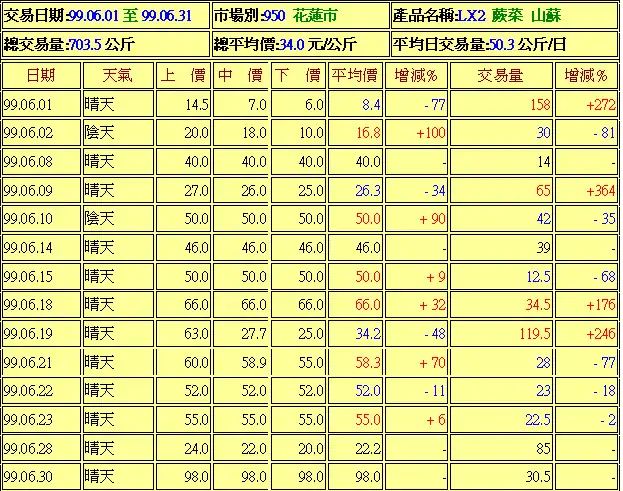 交易日期:99.06.01 至 99.06.31 市場別:950 花蓮市 產品名稱:LX2 蕨菜 山蘇
總交易量:703.5 公斤 總平均價:34.0 元/公斤 平均日交易量:50.3 公斤/日
日期 天氣 上 價 中 價 下 價 平均價 增減% 交易量 增減%
99.06.01 晴天 14.5 7.0 6.0 8.4 - 77 158 +272
99.06.02 陰天 20.0 18.0 10.0 16.8 +100 30 - 81
99.06.08 晴天 40.0 40.0 40.0 40.0 - 14 -
99.06.09 晴天 27.0 26.0 25.0 26.3 - 34 65 +364
99.06.10 陰天 50.0 50.0 50.0 50.0 + 90 42 - 35
99.06.14 晴天 46.0 46.0 46.0 46.0 - 39 -
99.06.15 晴天 50.0 50.0 50.0 50.0 + 9 12.5 - 68
99.06.18 晴天 66.0 66.0 66.0 66.0 + 32 34.5 +176
99.06.19 晴天 63.0 27.7 25.0 34.2 - 48 119.5 +246
99.06.21 晴天 60.0 58.9 55.0 58.3 + 70 28 - 77
99.06.22 晴天 52.0 52.0 52.0 52.0 - 11 23 - 18
99.06.23 晴天 55.0 55.0 55.0 55.0 + 6 22.5 - 2
99.06.28 晴天 24.0 22.0 20.0 22.2 - 85 -
99.06.30 晴天 98.0 98.0 98.0 98.0 - 30.5 -